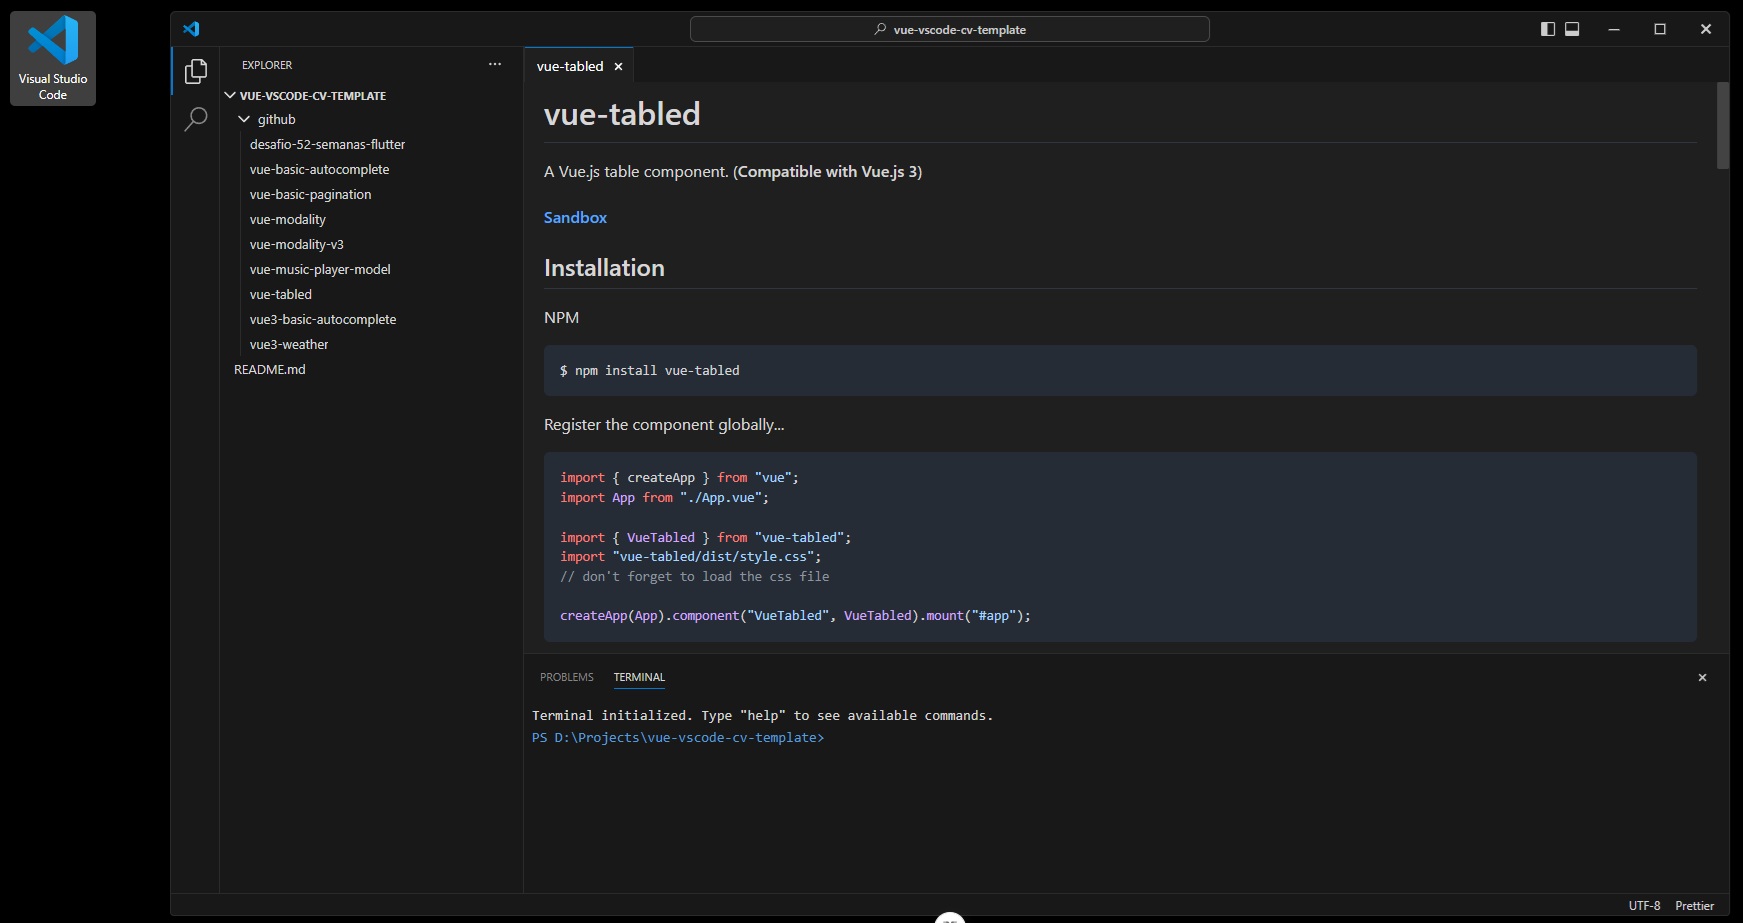 Visual Studio
Code
vue-vscode-cv-template
EXPLORER
VUE-VSCODE-CV-TEMPLATE
github
desafio-52-semanas-flutter
vue-basic-autocomplete
vue-basic-pagination
vue-modality
vue-modality-v3
vue-music-player-model
vue-tabled
vue3-basic-autocomplete
vue3-weather
README.md
vue-tabled
vue-tabled
A Vue.js table component. (Compatible with Vue.js 3)
Sandbox
Installation
NPM
$ npm install vue-tabled
Register the component globally...
import { createApp } from "vue";
import App from "./App.vue";
import { VueTabled } from "vue-tabled";
import "vue-tabled/dist/style.css";
// don't forget to load the css file
createApp(App).component("VueTabled", VueTabled).mount("#app");
PROBLEMS TERMINAL
Terminal initialized. Type "help" to see available commands.
PS D:\Projects\vue-vscode-cv-template>
UTF-8 Prettier